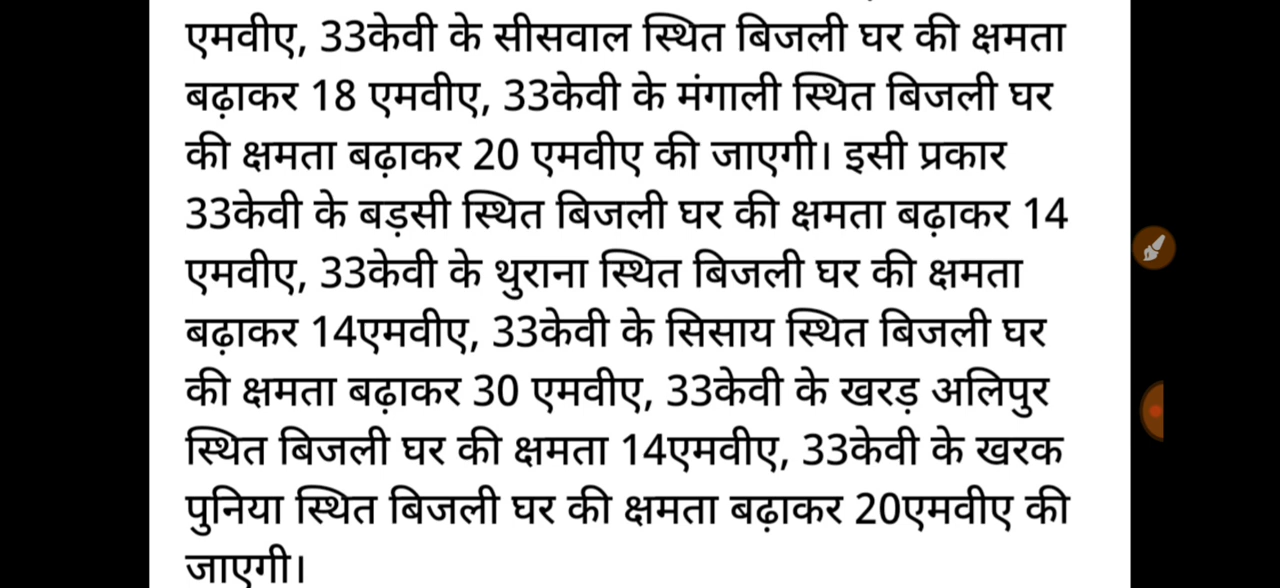 एमवीए, 33केवी के सीसवाल स्थित बिजली घर की क्षमता
बढ़ाकर 18 एमवीए, 33केवी के मंगाली स्थित बिजली घर
की क्षमता बढ़ाकर 20 एमवीए की जाएगी। इसी प्रकार
33केवी के बड़सी स्थित बिजली घर की क्षमता बढ़ाकर 14
एमवीए, 33केवी के थुराना स्थित बिजली घर की क्षमता
बढ़ाकर 14एमवीए, 33केवी के सिसाय स्थित बिजली घर
की क्षमता बढ़ाकर 30 एमवीए, 33केवी के खरड़ अलिपुर
स्थित बिजली घर की क्षमता 14एमवीए, 33केवी के खरक
पुनिया स्थित बिजली घर की क्षमता बढ़ाकर 20एमवीए की
जाएगी।